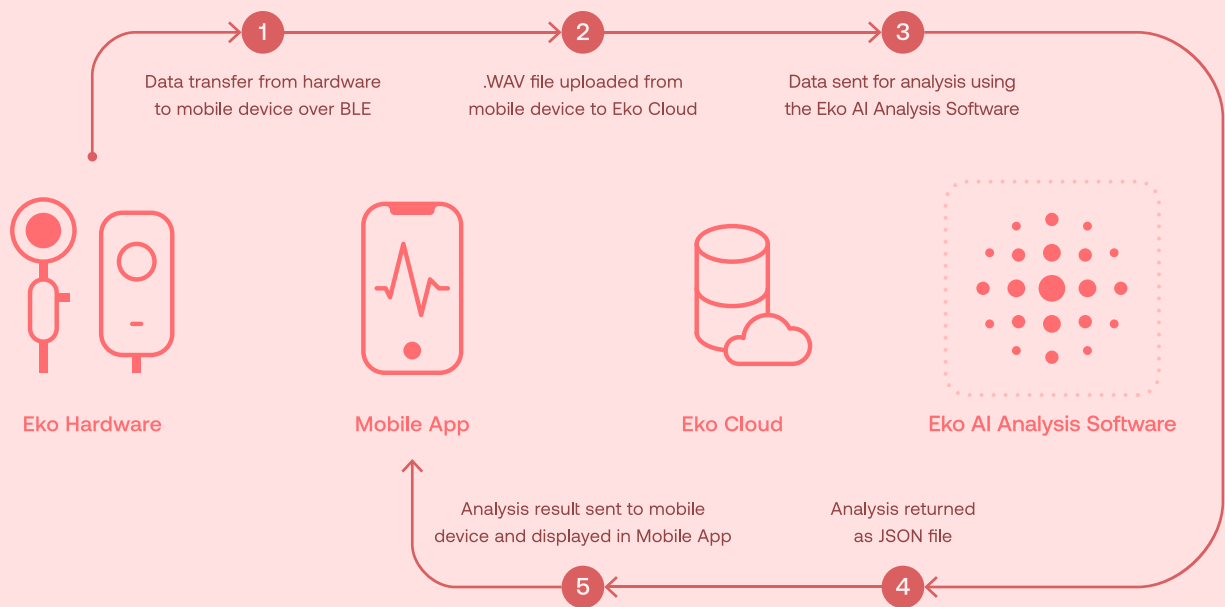 1
2
3
Data transfer from hardware
to mobile device over BLE
.WAV file uploaded from
mobile device to Eko Cloud
Data sent for analysis using
the Eko AI Analysis Software
Eko Hardware
Mobile App
Eko Cloud
Eko AI Analysis Software
Analysis result sent to mobile
device and displayed in Mobile App
Analysis returned
as JSON file
5
4